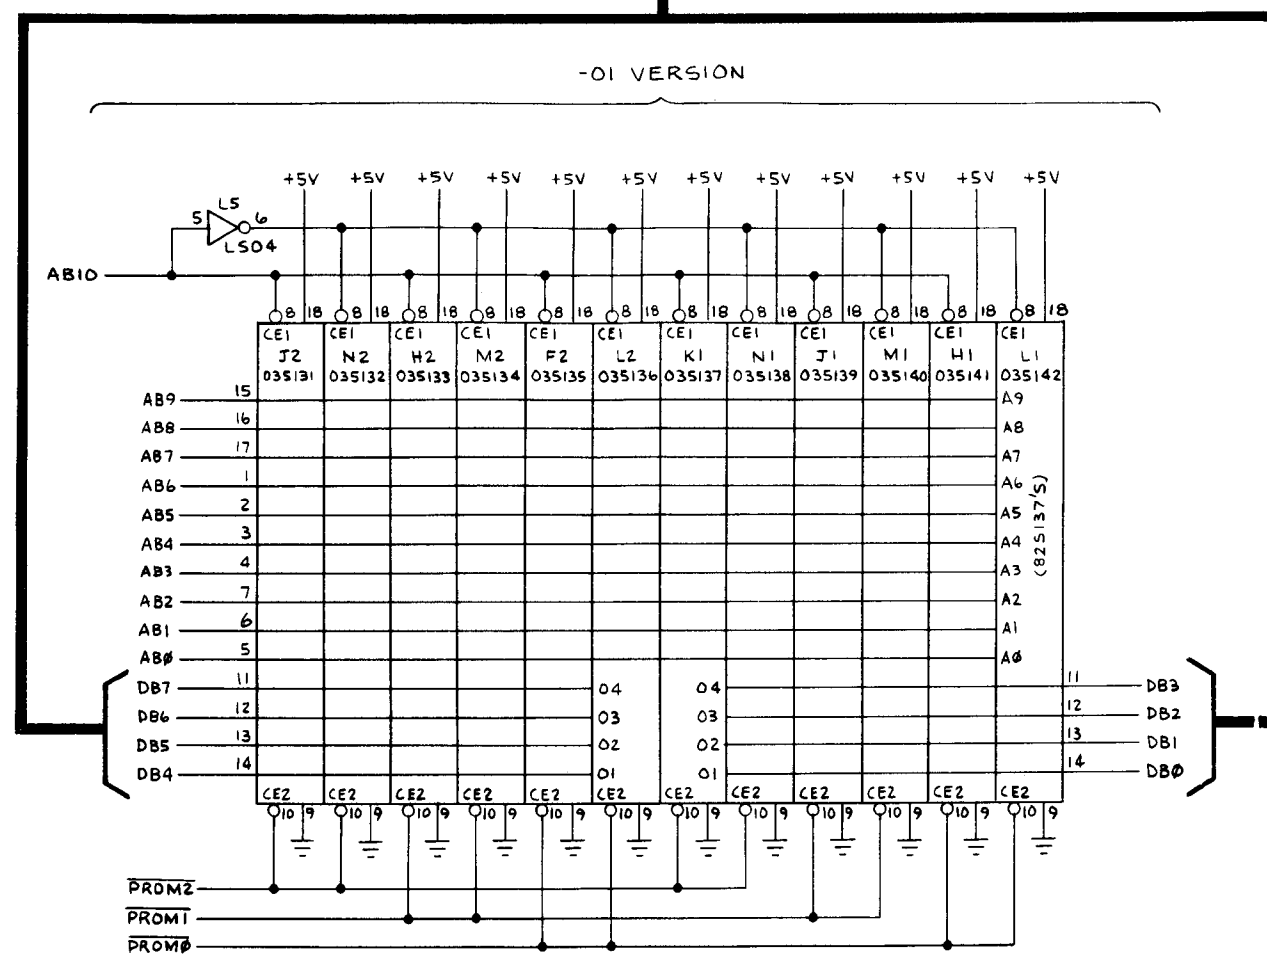 -01 VERSION
+5V +5V +5V +5V +5V +5V +5V +5V +5V +5V +5V +5V
L5
5 6
LS04
AB10
8 18 8 18 8 18 8 18 8 18 8 18 8 18 8 18 8 18 8 18 8 18 8 18
CE1 CE1 CE1 CE1 CE1 CE1 CE1 CE1 CE1 CE1 CE1 CE1
J2 N2 H2 M2 F2 L2 K1 N1 J1 M1 H1 L1
035131 035132 035133 035134 035135 035136 035137 035138 035139 035140 035141 035142
AB9 15 A9
AB8 16 A8
AB7 17 A7
AB6 1 A6
AB5 2 A5
AB4 3 A4
AB3 4 A3
AB2 7 A2
AB1 6 A1
ABØ 5 AØ
(82S137'S)
DB7 11 O4 O4 11 DB3
DB6 12 O3 O3 12 DB2
DB5 13 O2 O2 13 DB1
DB4 14 O1 O1 14 DBØ
CE2 CE2 CE2 CE2 CE2 CE2 CE2 CE2 CE2 CE2 CE2 CE2
10 9 10 9 10 9 10 9 10 9 10 9 10 9 10 9 10 9 10 9 10 9 10 9
PROM2
PROM1
PROMØ